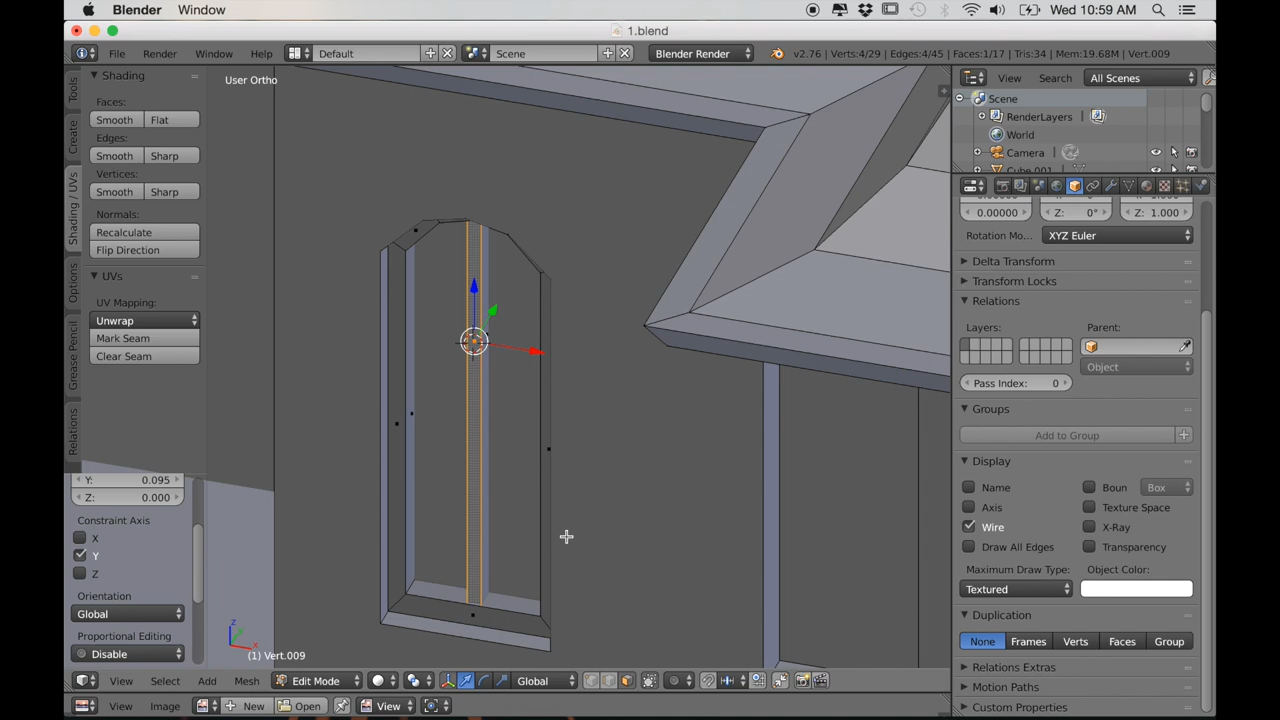 Blender Window Wed 10:59 AM
1.blend
File Render Window Help Default Scene Blender Render v2.76 | Verts:4/29 | Edges:4/45 | Faces:1/17 | Tris:34 | Mem:19.68M | Vert.009
Tools
Create
Shading / UVs
Options
Grease Pencil
Relations
Shading
Faces:
Smooth Flat
Edges:
Smooth Sharp
Vertices:
Smooth Sharp
Normals:
Recalculate
Flip Direction
UVs
UV Mapping:
Unwrap
Mark Seam
Clear Seam
Y: 0.095
Z: 0.000
Constraint Axis
X
Y
Z
Orientation
Global
Proportional Editing
Disable
User Ortho
z
x
(1) Vert.009
View Select Add Mesh Edit Mode Global
View Image New Open View
View Search All Scenes
Scene
RenderLayers
World
Camera
Cube.001
0.00000 Z: 0° Z: 1.000
Rotation Mo... XYZ Euler
Delta Transform
Transform Locks
Relations
Layers: Parent:
Object
Pass Index: 0
Groups
Add to Group
Display
Name Boun Box
Axis Texture Space
Wire X-Ray
Draw All Edges Transparency
Maximum Draw Type: Object Color:
Textured
Duplication
None Frames Verts Faces Group
Relations Extras
Motion Paths
Custom Properties